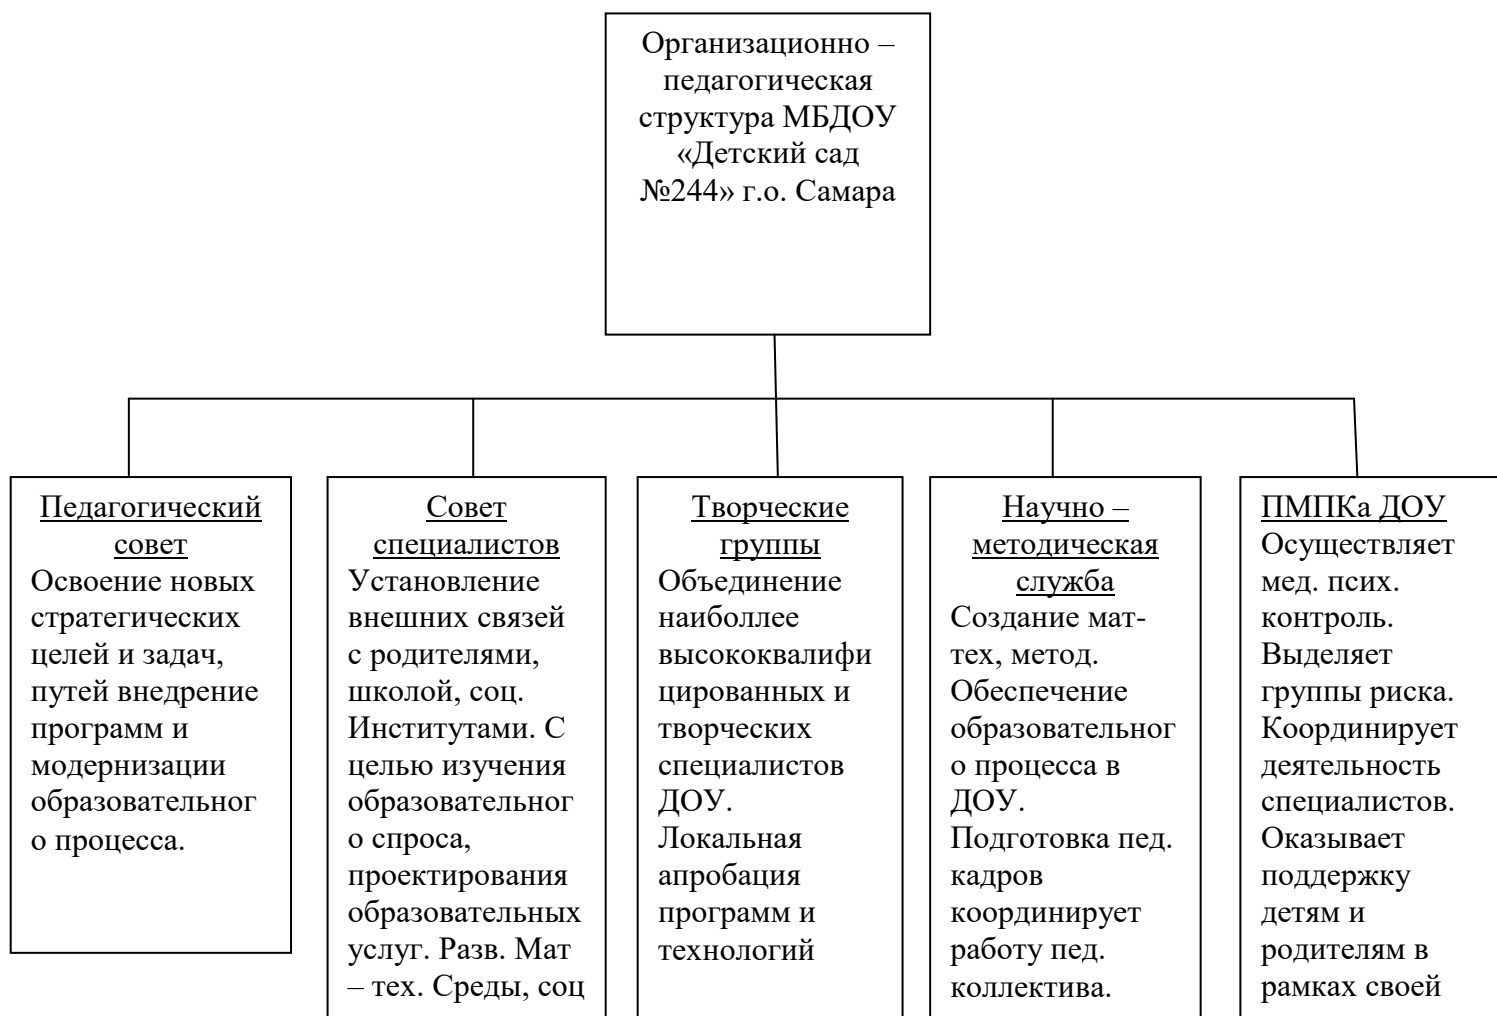 Организационно –
педагогическая
структура МБДОУ
«Детский сад
№244» г.о. Самара
Педагогический
совет
Освоение новых
стратегических
целей и задач,
путей внедрение
программ и
модернизации
образовательног
о процесса.
Совет
специалистов
Установление
внешних связей
с родителями,
школой, соц.
Институтами. С
целью изучения
образовательног
о спроса,
проектирования
образовательных
услуг. Разв. Мат
– тех. Среды, соц
Творческие
группы
Объединение
наиболлее
высококвалифи
цированных и
творческих
специалистов
ДОУ.
Локальная
апробация
программ и
технологий
Научно –
методическая
служба
Создание мат-
тех, метод.
Обеспечение
образовательног
о процесса в
ДОУ.
Подготовка пед.
кадров
координирует
работу пед.
коллектива.
ПМПКа ДОУ
Осуществляет
мед. псих.
контроль.
Выделяет
группы риска.
Координирует
деятельность
специалистов.
Оказывает
поддержку
детям и
родителям в
рамках своей